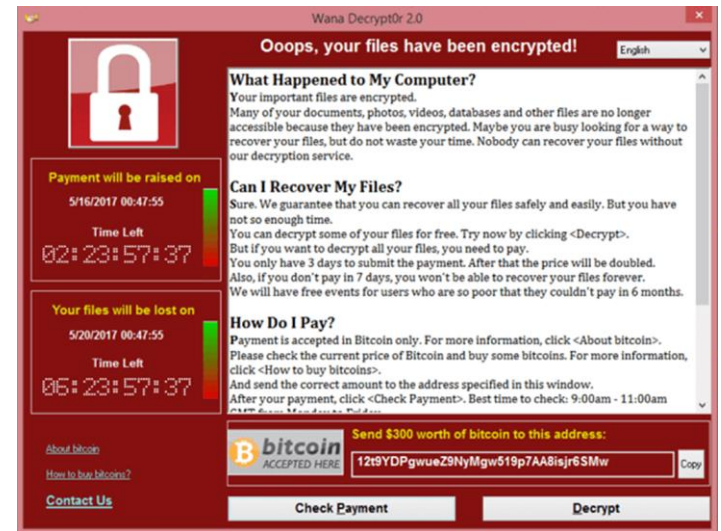 Wana Decrypt0r 2.0
Ooops, your files have been encrypted!
English
What Happened to My Computer?
Your important files are encrypted.
Many of your documents, photos, videos, databases and other files are no longer
accessible because they have been encrypted. Maybe you are busy looking for a way to
recover your files, but do not waste your time. Nobody can recover your files without
our decryption service.
Can I Recover My Files?
Sure. We guarantee that you can recover all your files safely and easily. But you have
not so enough time.
You can decrypt some of your files for free. Try now by clicking <Decrypt>.
But if you want to decrypt all your files, you need to pay.
You only have 3 days to submit the payment. After that the price will be doubled.
Also, if you don't pay in 7 days, you won't be able to recover your files forever.
We will have free events for users who are so poor that they couldn't pay in 6 months.
How Do I Pay?
Payment is accepted in Bitcoin only. For more information, click <About bitcoin>.
Please check the current price of Bitcoin and buy some bitcoins. For more information,
click <How to buy bitcoins>.
And send the correct amount to the address specified in this window.
After your payment, click <Check Payment>. Best time to check: 9:00am - 11:00am
GMT from Monday to Friday.
Payment will be raised on
5/16/2017 00:47:55
Time Left
02:23:57:37
Your files will be lost on
5/20/2017 00:47:55
Time Left
06:23:57:37
About bitcoin
How to buy bitcoins?
Contact Us
bitcoin
ACCEPTED HERE
Send $300 worth of bitcoin to this address:
12t9YDPgwueZ9NyMgw519p7AA8isjr6SMw
Copy
Check Payment
Decrypt